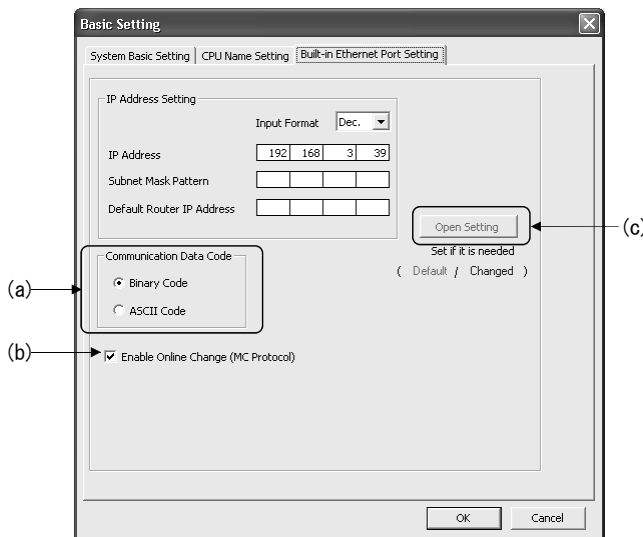 Basic Setting
System Basic Setting CPU Name Setting Built-in Ethernet Port Setting
IP Address Setting
Input Format Dec.
IP Address 192 168 3 39
Subnet Mask Pattern
Default Router IP Address
Open Setting (c)
Set if it is needed
( Default / Changed )
Communication Data Code
(a) Binary Code
ASCII Code
(b) Enable Online Change (MC Protocol)
OK Cancel